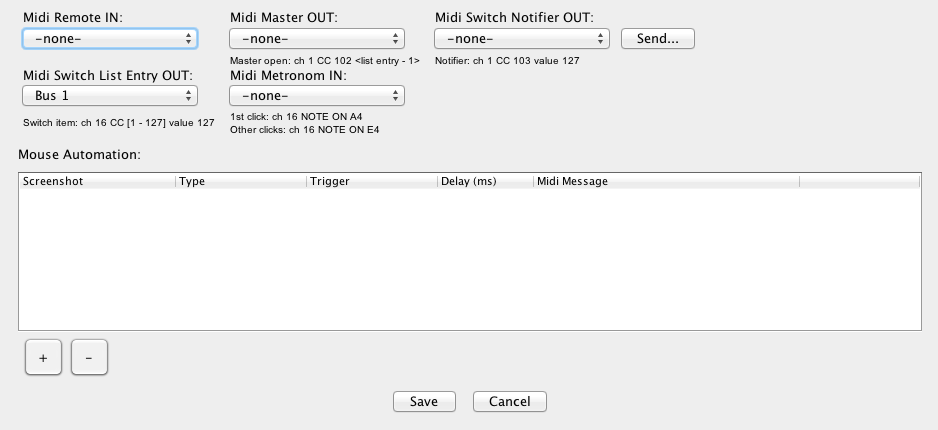 Midi Remote IN: Midi Master OUT: Midi Switch Notifier OUT:
-none- -none- -none- Send...
Master open: ch 1 CC 102 <list entry - 1> Notifier: ch 1 CC 103 value 127
Midi Switch List Entry OUT: Midi Metronom IN:
Bus 1 -none-
Switch item: ch 16 CC [1 - 127] value 127 1st click: ch 16 NOTE ON A4
Other clicks: ch 16 NOTE ON E4
Mouse Automation:
Screenshot Type Trigger Delay (ms) Midi Message
+ -
Save Cancel